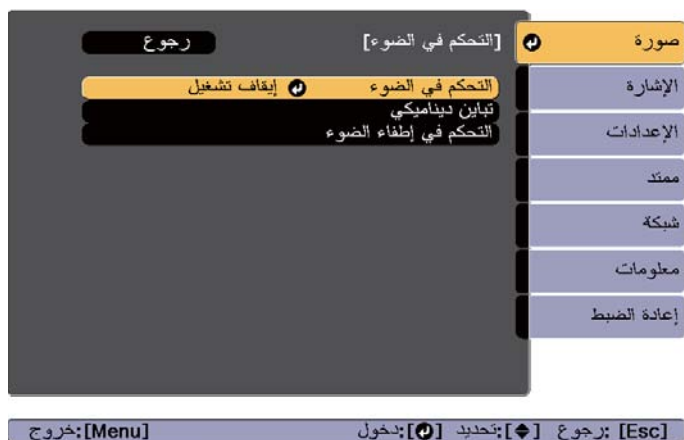 صورة
الإشارة
الإعدادات
ممتد
شبكة
معلومات
إعادة الضبط
[التحكم في الضوء] رجوع
التحكم في الضوء إيقاف تشغيل
تباين ديناميكي
التحكم في إطفاء الضوء
[Esc] :رجوع [◆]:تحديد [↵]:دخول [Menu]:خروج